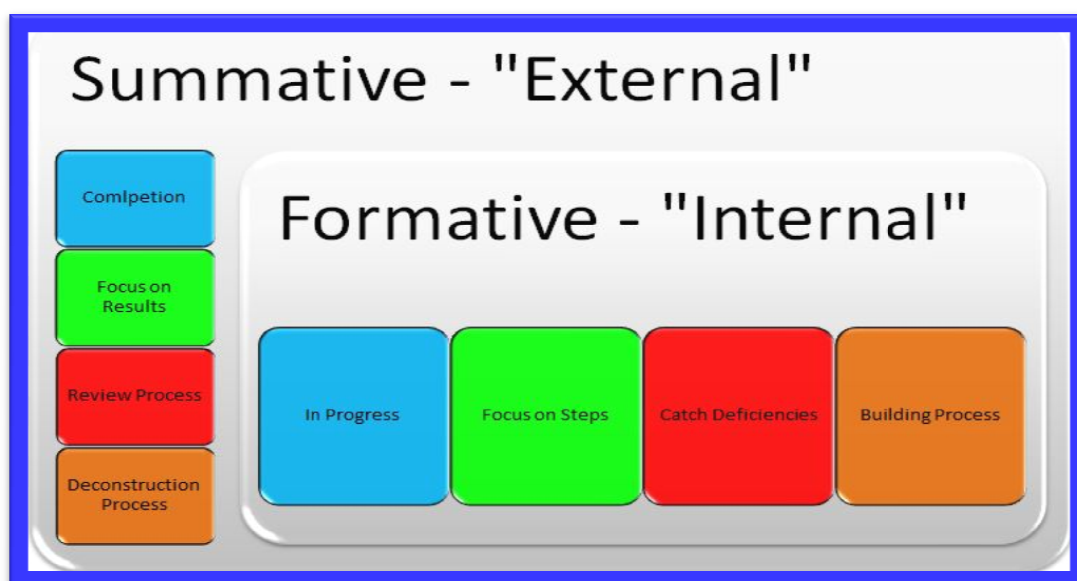 Summative - "External"
Comlpetion
Focus on
Results
Review Process
Deconstruction
Process
Formative - "Internal"
In Progress
Focus on Steps
Catch Deficiencies
Building Process